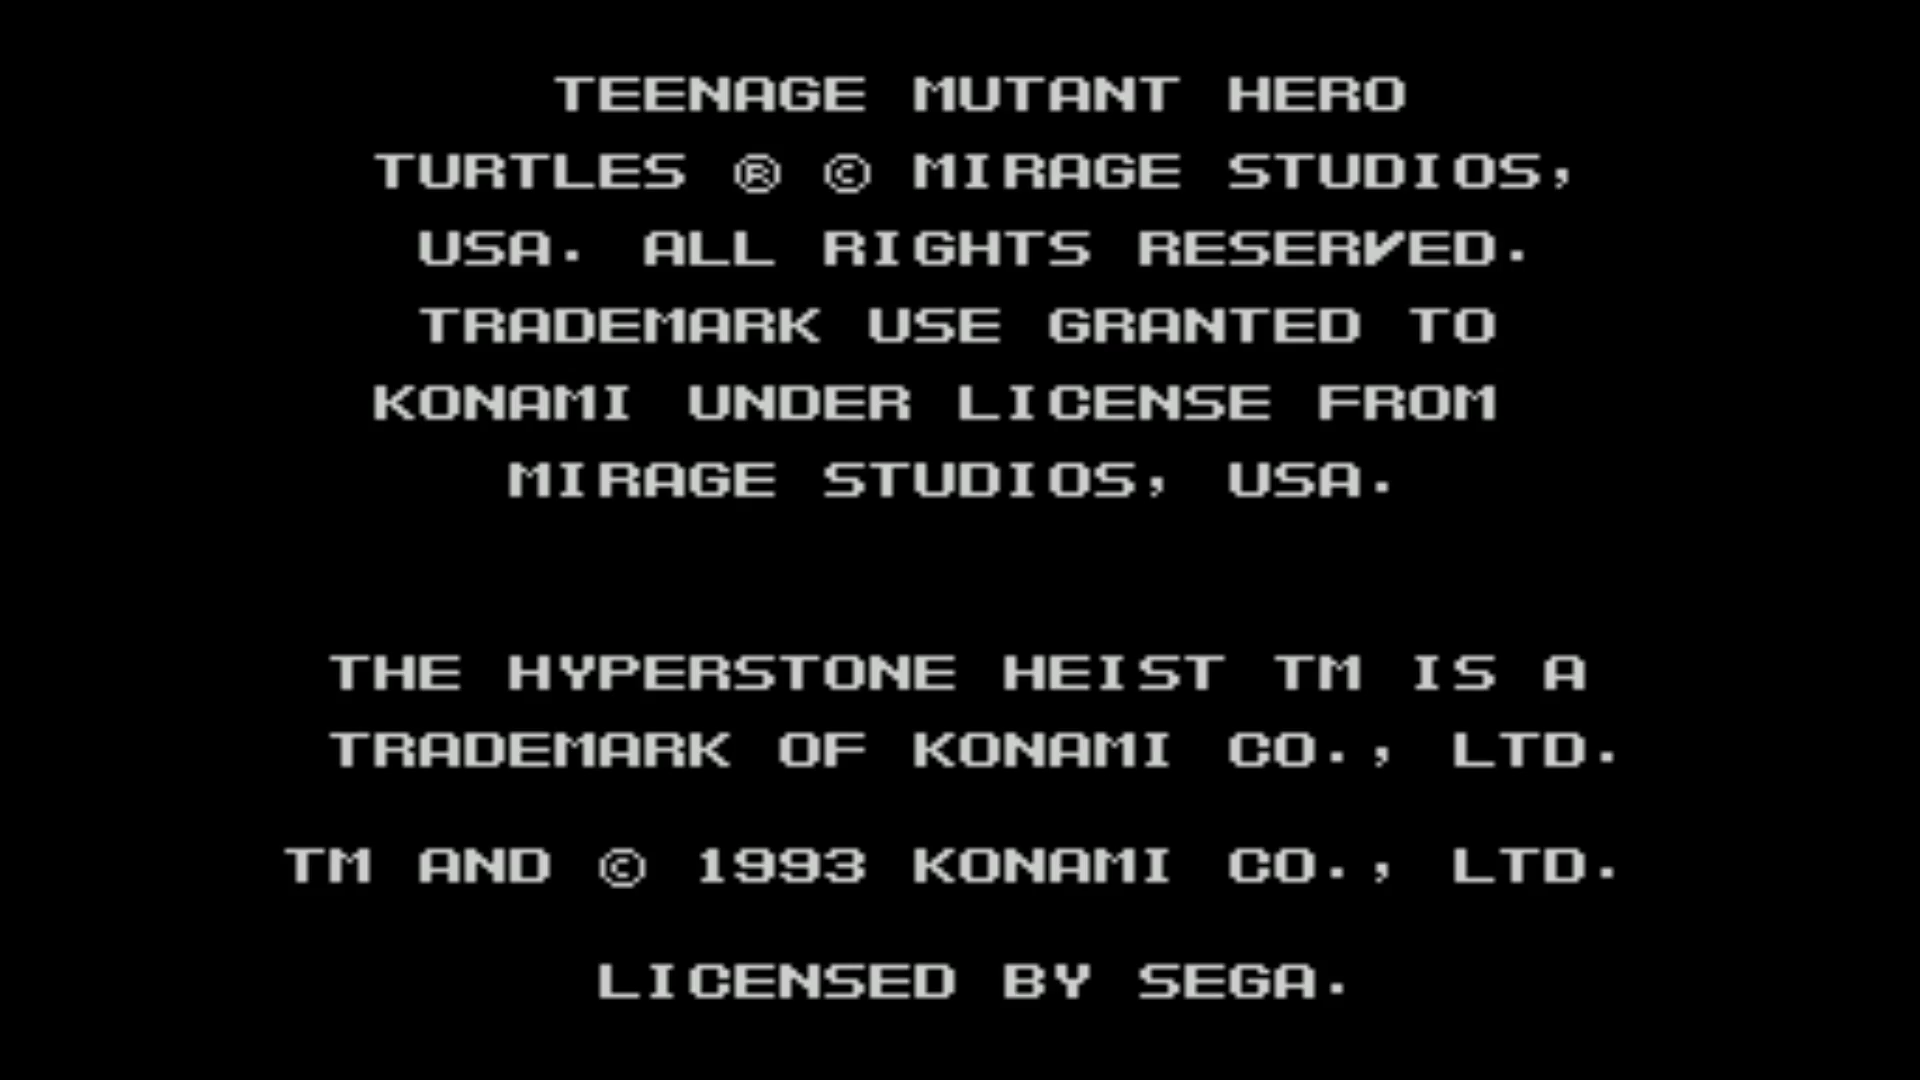 TEENAGE MUTANT HERO
TURTLES ® © MIRAGE STUDIOS,
USA. ALL RIGHTS RESERVED.
TRADEMARK USE GRANTED TO
KONAMI UNDER LICENSE FROM
MIRAGE STUDIOS, USA.
THE HYPERSTONE HEIST TM IS A
TRADEMARK OF KONAMI CO., LTD.
TM AND © 1993 KONAMI CO., LTD.
LICENSED BY SEGA.